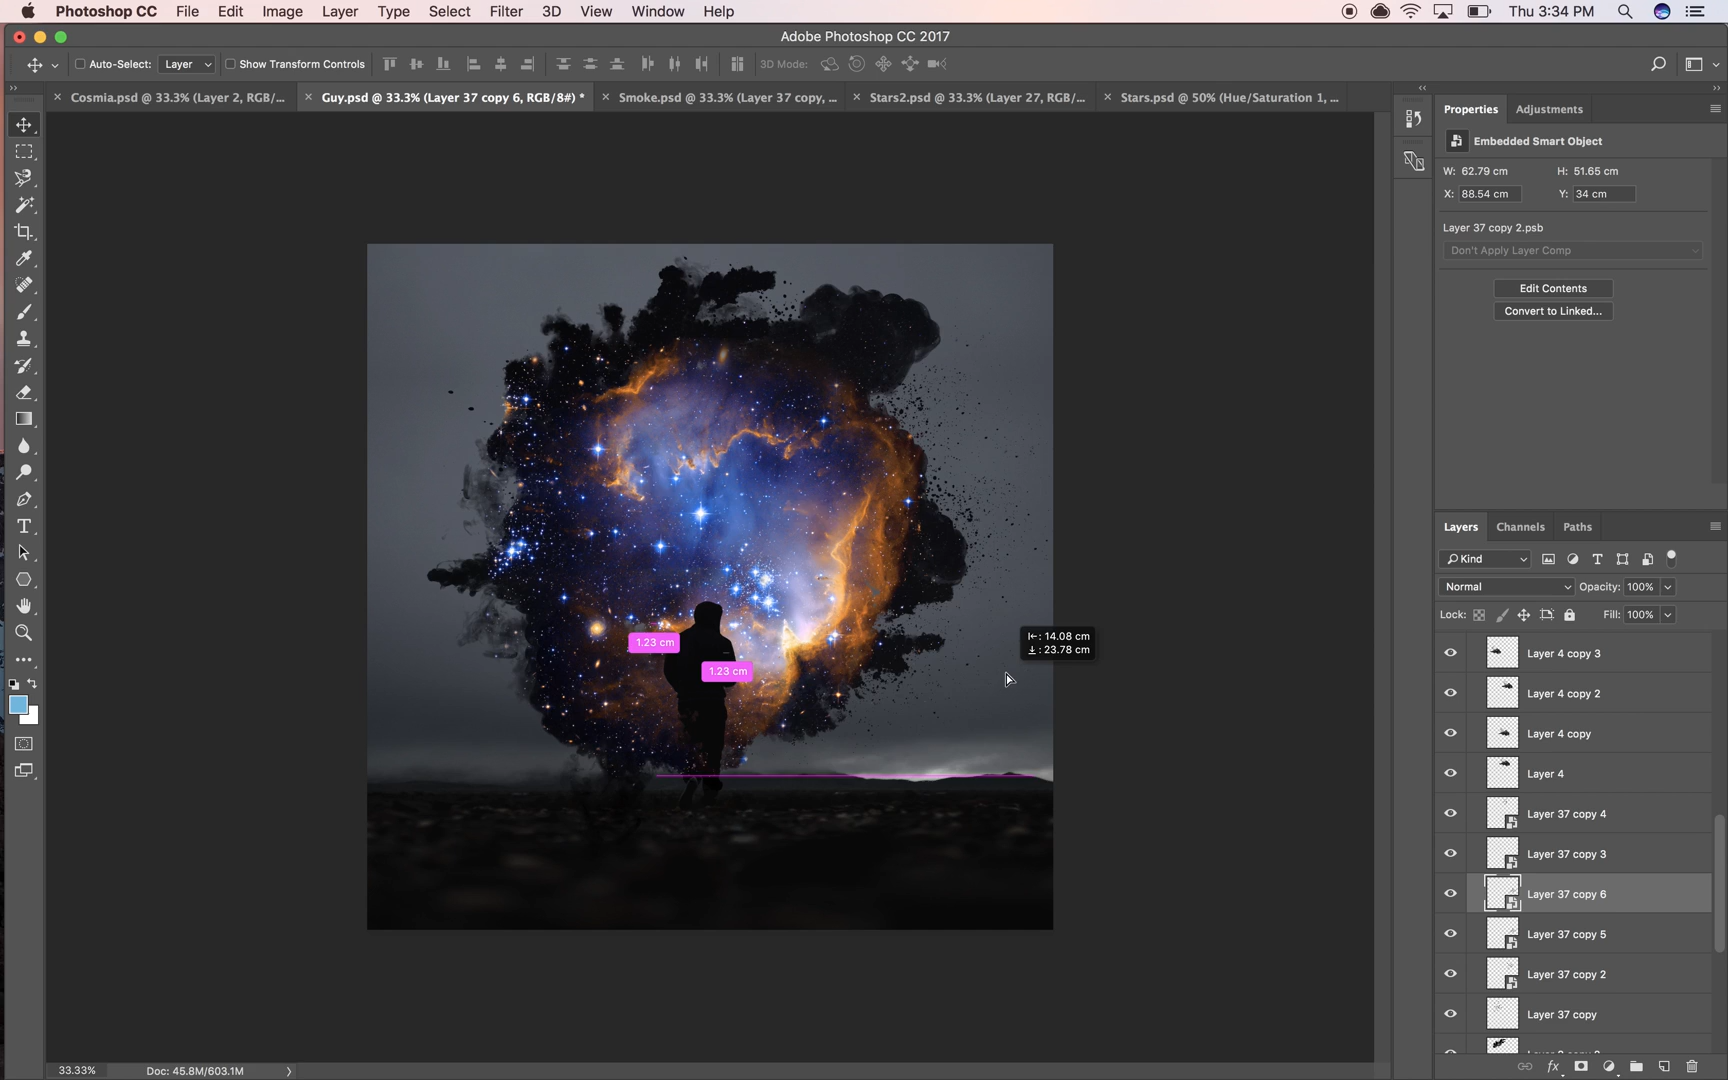 Photoshop CC File Edit Image Layer Type Select Filter 3D View Window Help Thu 3:34 PM
Adobe Photoshop CC 2017
Auto-Select: Layer Show Transform Controls 3D Mode:
Cosmia.psd @ 33.3% (Layer 2, RGB/... Guy.psd @ 33.3% (Layer 37 copy 6, RGB/8#) * Smoke.psd @ 33.3% (Layer 37 copy, ... Stars2.psd @ 33.3% (Layer 27, RGB/... Stars.psd @ 50% (Hue/Saturation 1, ...
Properties Adjustments
Embedded Smart Object
W: 62.79 cm H: 51.65 cm
X: 88.54 cm Y: 34 cm
Layer 37 copy 2.psb
Don't Apply Layer Comp
Edit Contents
Convert to Linked...
1.23 cm
1.23 cm
: 14.08 cm
: 23.78 cm
Layers Channels Paths
Kind
Normal Opacity: 100%
Lock: Fill: 100%
Layer 4 copy 3
Layer 4 copy 2
Layer 4 copy
Layer 4
Layer 37 copy 4
Layer 37 copy 3
Layer 37 copy 6
Layer 37 copy 5
Layer 37 copy 2
Layer 37 copy
fx
33.33% Doc: 45.8M/603.1M